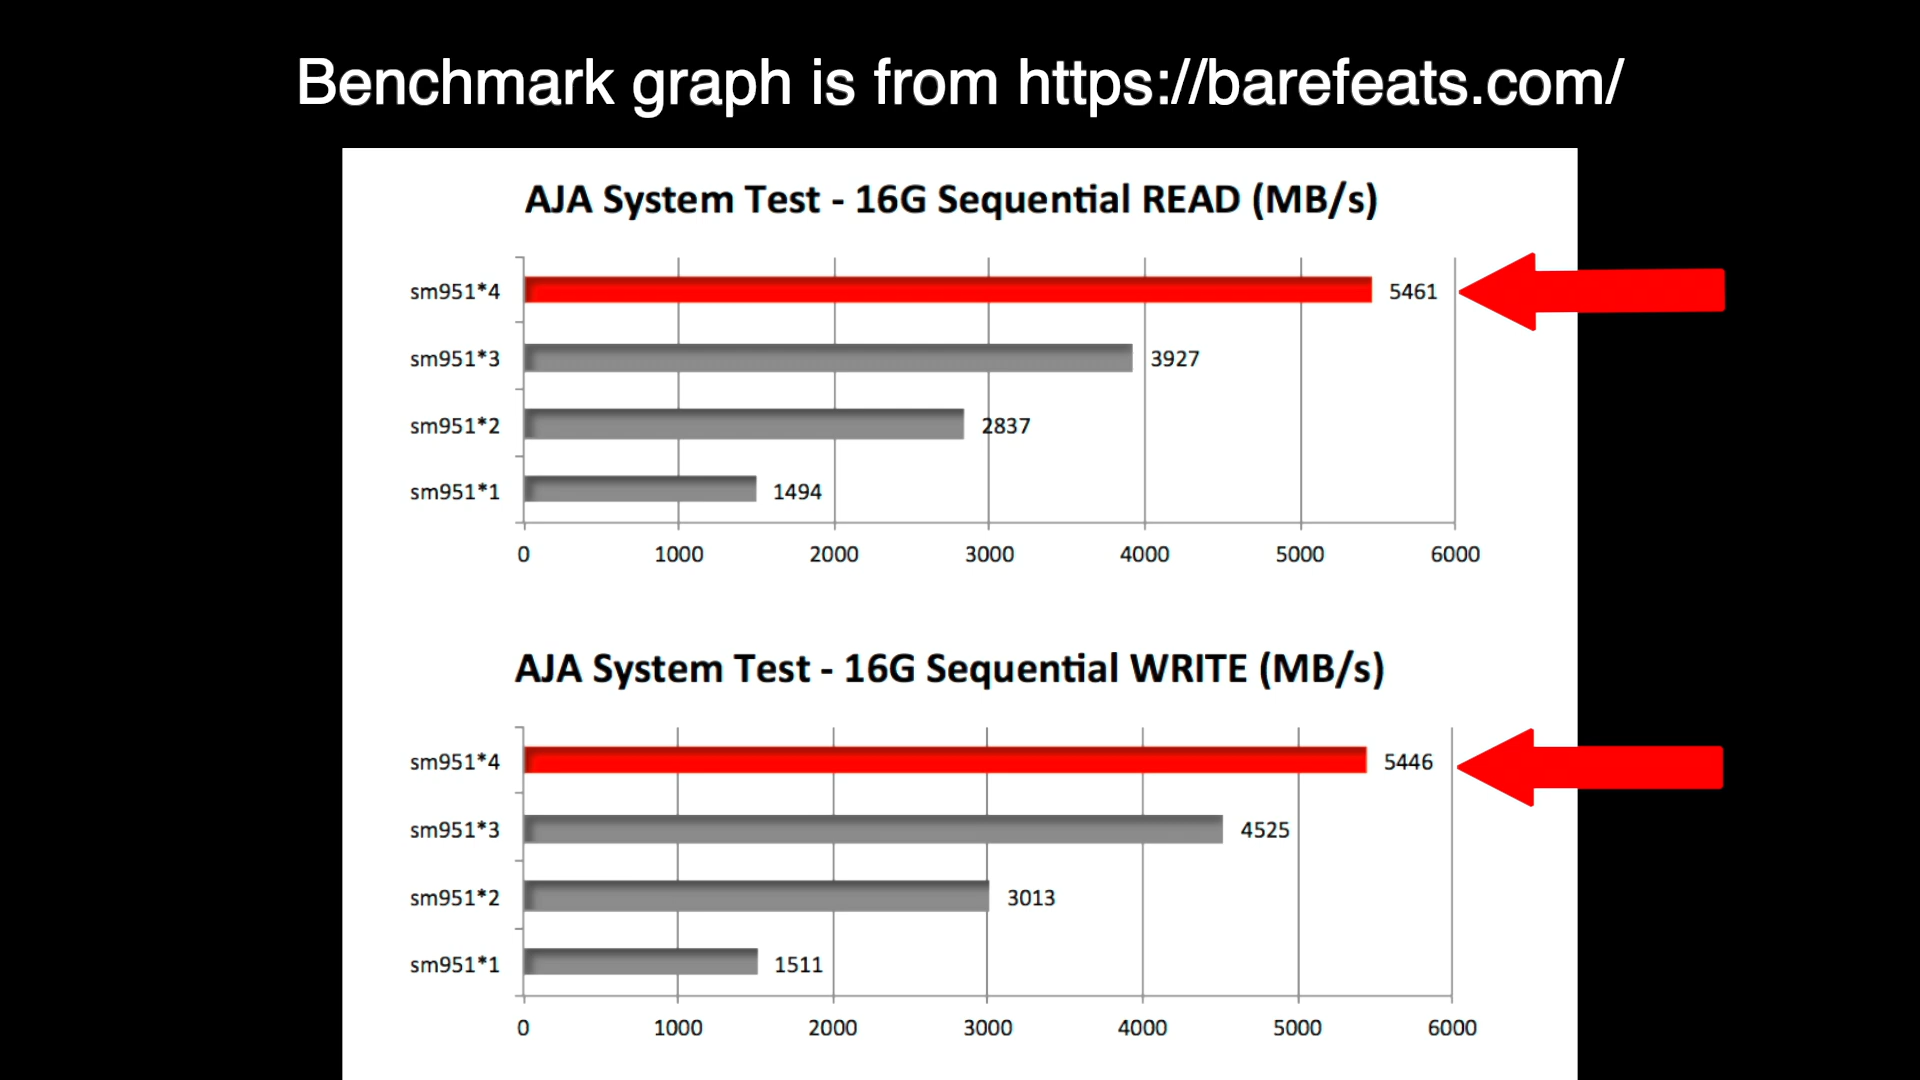 Benchmark graph is from https://barefeats.com/
AJA System Test - 16G Sequential READ (MB/s)
sm951*4 5461
sm951*3 3927
sm951*2 2837
sm951*1 1494
0 1000 2000 3000 4000 5000 6000
AJA System Test - 16G Sequential WRITE (MB/s)
sm951*4 5446
sm951*3 4525
sm951*2 3013
sm951*1 1511
0 1000 2000 3000 4000 5000 6000